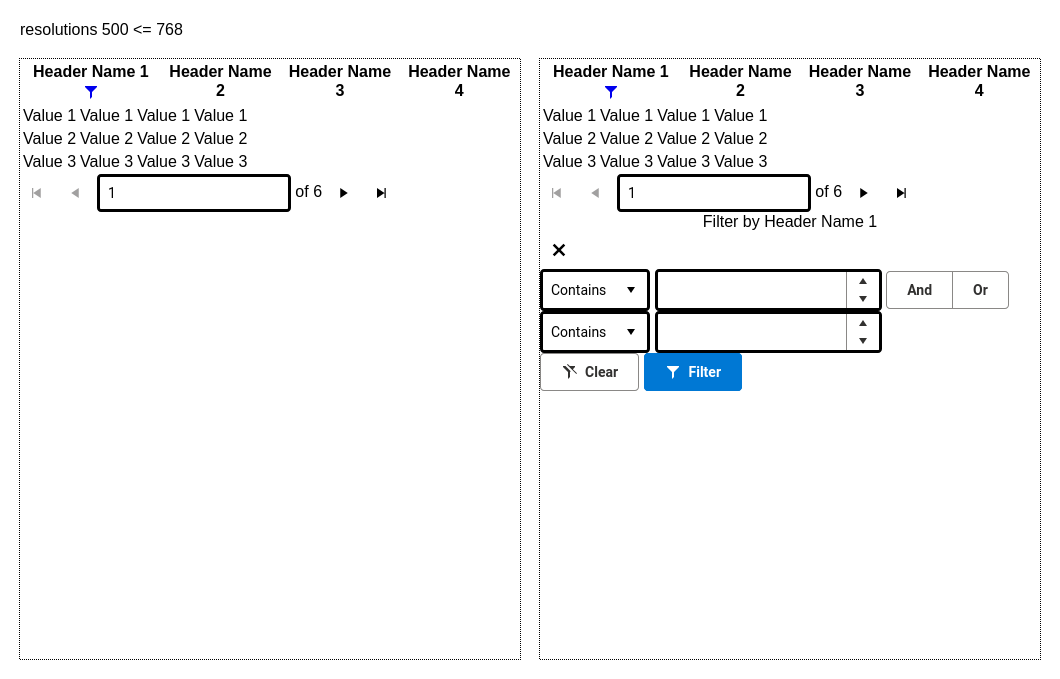 resolutions 500 <= 768
Header Name 1 Header Name 2 Header Name 3 Header Name 4
Value 1 Value 1 Value 1 Value 1
Value 2 Value 2 Value 2 Value 2
Value 3 Value 3 Value 3 Value 3
1 of 6
Header Name 1 Header Name 2 Header Name 3 Header Name 4
Value 1 Value 1 Value 1 Value 1
Value 2 Value 2 Value 2 Value 2
Value 3 Value 3 Value 3 Value 3
1 of 6
Filter by Header Name 1
Contains And Or
Contains
Clear Filter